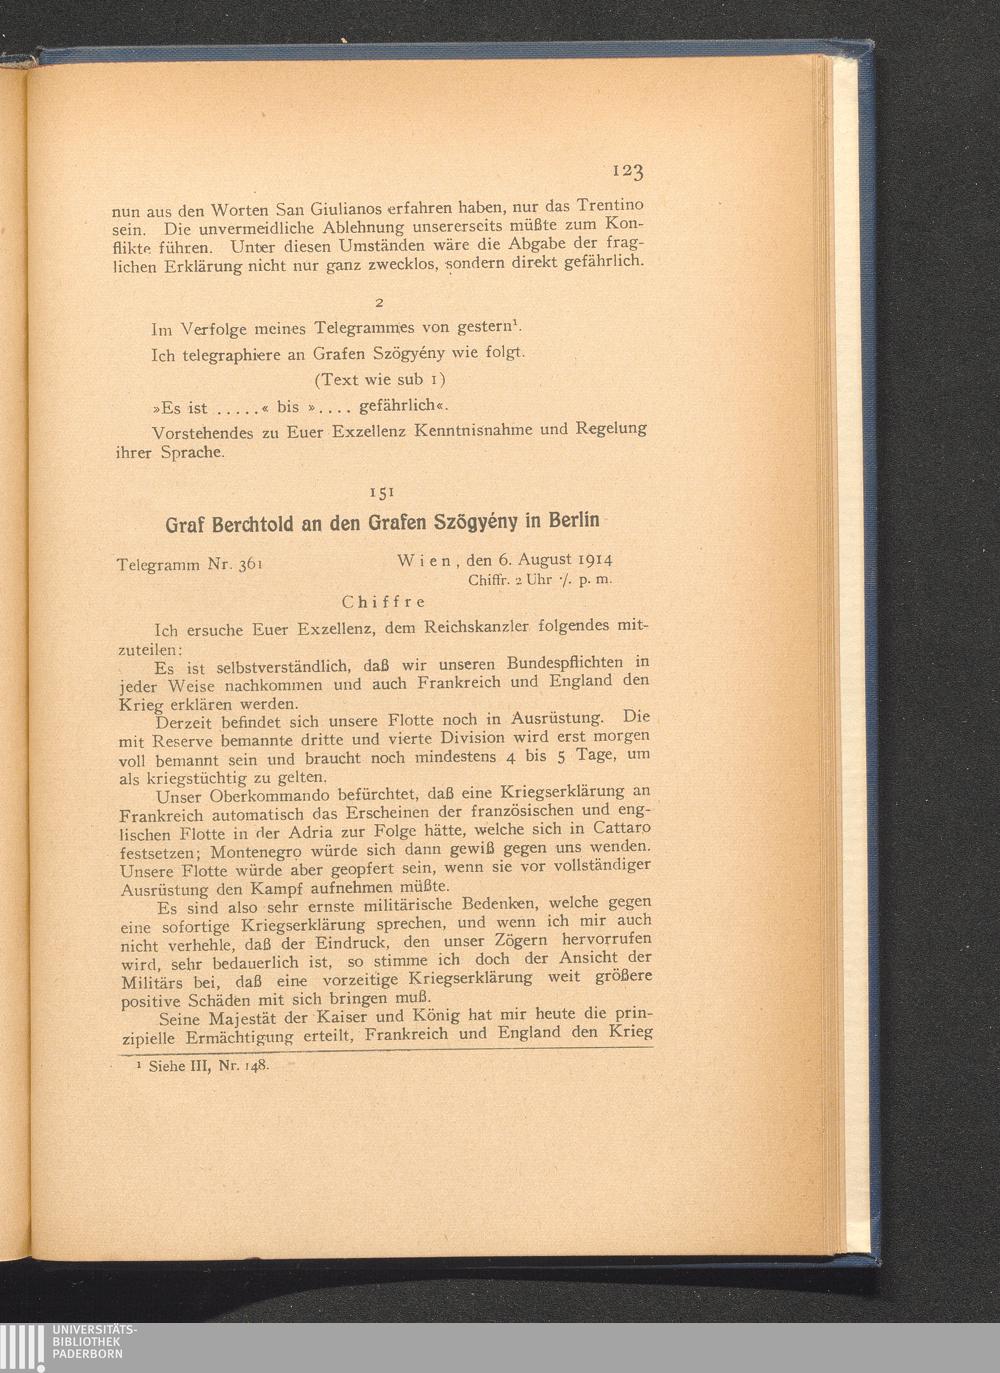 123
nun aus den Worten San Giulianos erfahren haben, nur das Trentino
sein. Die unvermeidliche Ablehnung unsererseits müßte zum Kon-
flikte führen. Unter diesen Umständen wäre die Abgabe der frag-
lichen Erklärung nicht nur ganz zwecklos, sondern direkt gefährlich.
2
Im Verfolge meines Telegrammes von gestern¹.
Ich telegraphiere an Grafen Szögyény wie folgt.
(Text wie sub 1)
»Es ist .....« bis ».... gefährlich«.
Vorstehendes zu Euer Exzellenz Kenntnisnahme und Regelung
ihrer Sprache.
151
Graf Berchtold an den Grafen Szögyény in Berlin
Telegramm Nr. 361 Wien, den 6. August 1914
Chiffr. 2 Uhr ·/. p. m.
Chiffre
Ich ersuche Euer Exzellenz, dem Reichskanzler folgendes mit-
zuteilen:
Es ist selbstverständlich, daß wir unseren Bundespflichten in
jeder Weise nachkommen und auch Frankreich und England den
Krieg erklären werden.
Derzeit befindet sich unsere Flotte noch in Ausrüstung. Die
mit Reserve bemannte dritte und vierte Division wird erst morgen
voll bemannt sein und braucht noch mindestens 4 bis 5 Tage, um
als kriegstüchtig zu gelten.
Unser Oberkommando befürchtet, daß eine Kriegserklärung an
Frankreich automatisch das Erscheinen der französischen und eng-
lischen Flotte in der Adria zur Folge hätte, welche sich in Cattaro
festsetzen; Montenegro würde sich dann gewiß gegen uns wenden.
Unsere Flotte würde aber geopfert sein, wenn sie vor vollständiger
Ausrüstung den Kampf aufnehmen müßte.
Es sind also sehr ernste militärische Bedenken, welche gegen
eine sofortige Kriegserklärung sprechen, und wenn ich mir auch
nicht verhehle, daß der Eindruck, den unser Zögern hervorrufen
wird, sehr bedauerlich ist, so stimme ich doch der Ansicht der
Militärs bei, daß eine vorzeitige Kriegserklärung weit größere
positive Schäden mit sich bringen muß.
Seine Majestät der Kaiser und König hat mir heute die prin-
zipielle Ermächtigung erteilt, Frankreich und England den Krieg
¹ Siehe III, Nr. 148.
UNIVERSITÄTS-
BIBLIOTHEK
PADERBORN